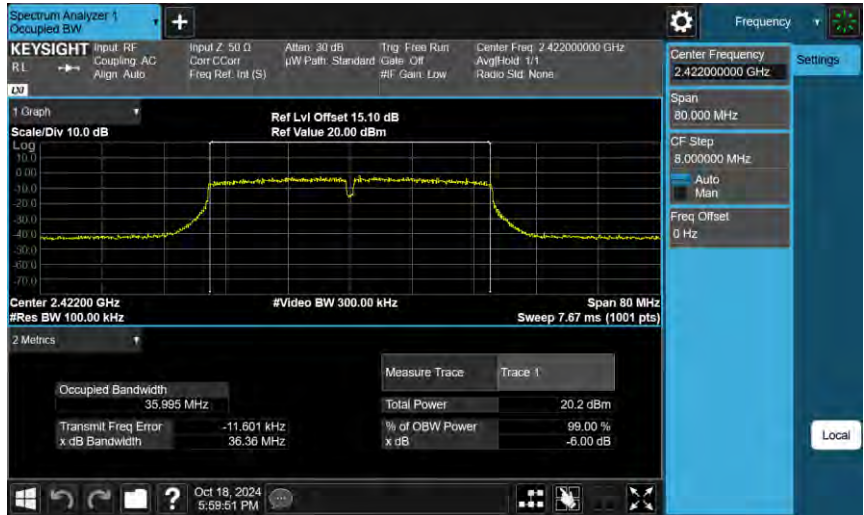 Spectrum Analyzer 1
Occupied BW
+
Frequency
KEYSIGHT
Input: RF
Coupling: AC
Align: Auto
Input Z: 50 Ω
Corr CCorr
Freq Ref: Int (S)
Atten: 30 dB
µW Path: Standard
Trig: Free Run
Gate: Off
#IF Gain: Low
Center Freq: 2.422000000 GHz
Avg|Hold: 1/1
Radio Std: None
RL
LXI
Center Frequency
2.422000000 GHz
Settings
Span
80.000 MHz
CF Step
8.000000 MHz
Auto
Man
Freq Offset
0 Hz
1 Graph
Scale/Div 10.0 dB
Ref Lvl Offset 15.10 dB
Ref Value 20.00 dBm
Log
10.0
0.00
-10.0
-20.0
-30.0
-40.0
-50.0
-60.0
-70.0
Center 2.42200 GHz
#Res BW 100.00 kHz
#Video BW 300.00 kHz
Span 80 MHz
Sweep 7.67 ms (1001 pts)
2 Metrics
Measure Trace
Trace 1
Occupied Bandwidth
35.995 MHz
Total Power
20.2 dBm
Transmit Freq Error
-11.601 kHz
% of OBW Power
99.00 %
x dB Bandwidth
36.36 MHz
x dB
-6.00 dB
Local
?
Oct 18, 2024
5:59:51 PM